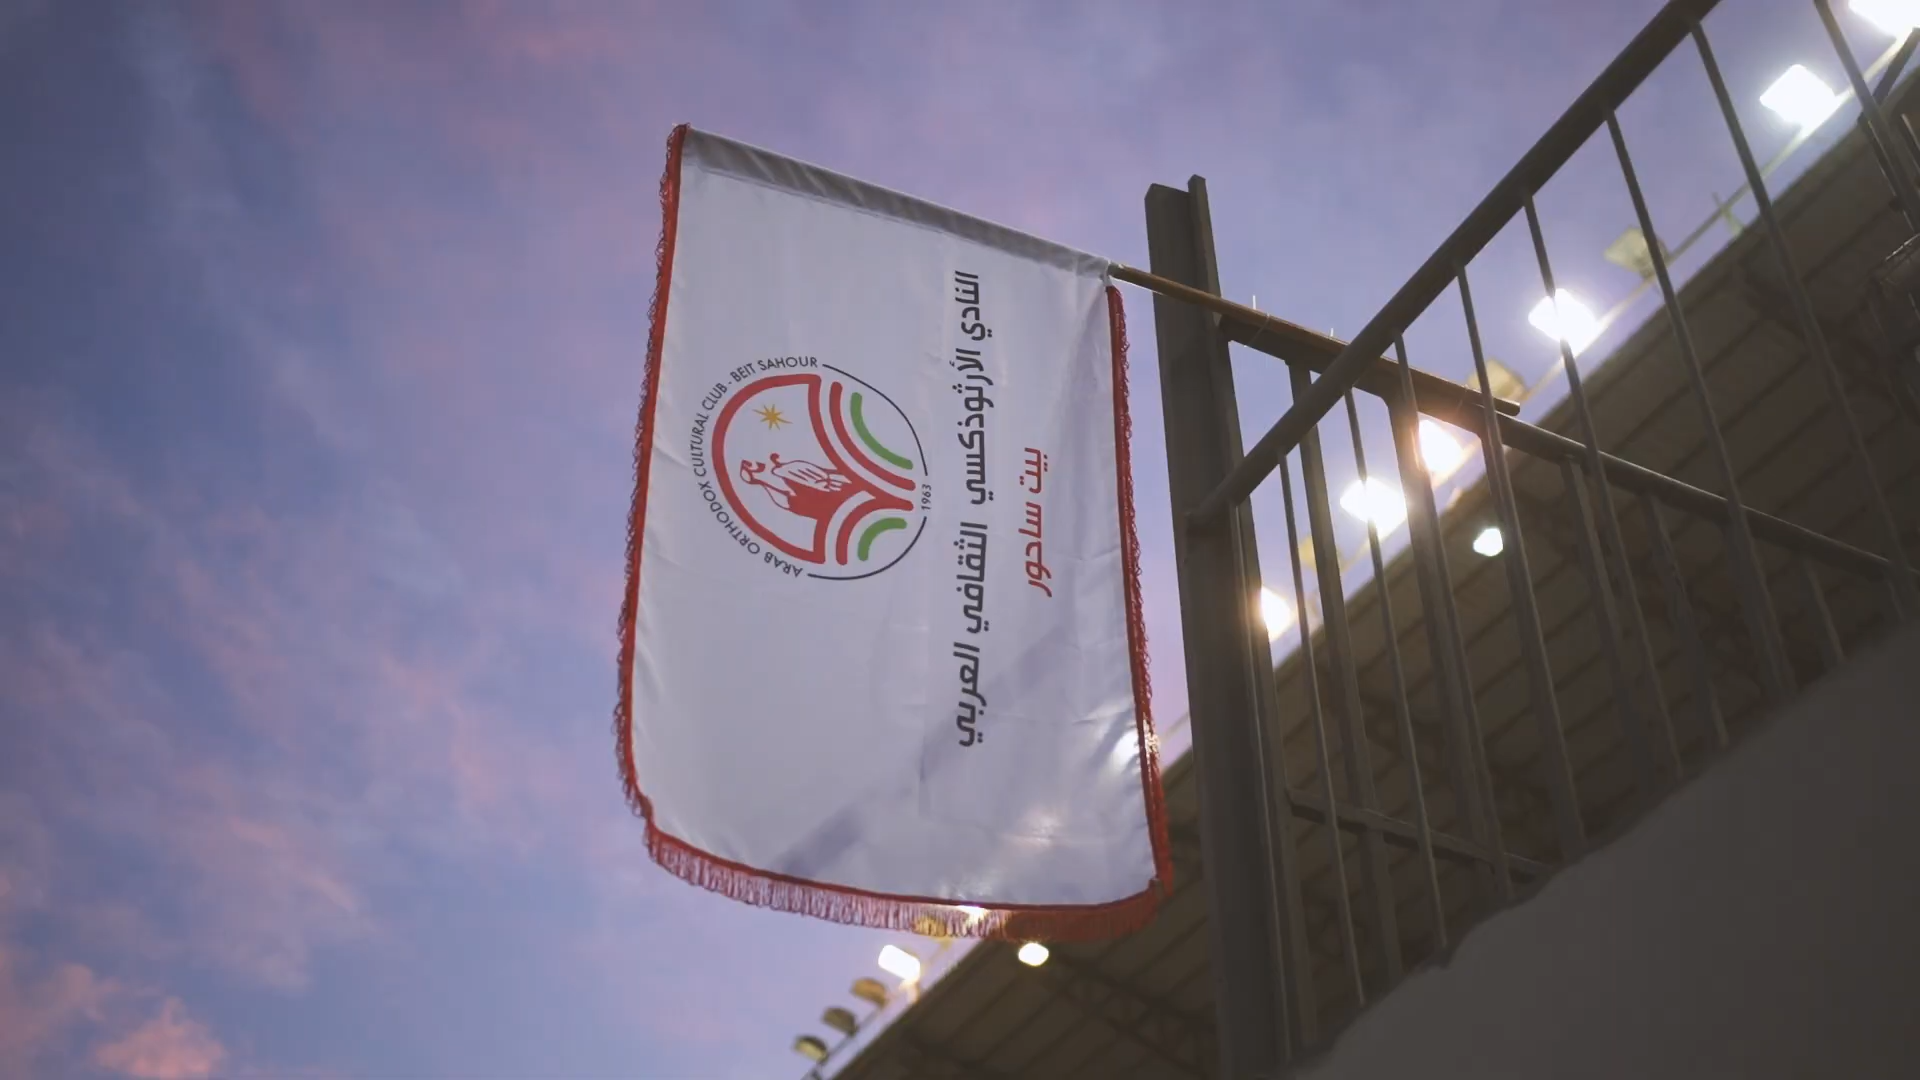 ARAB ORTHODOX CULTURAL CLUB - BEIT SAHOUR
1963
النادي الأرثوذكسي الثقافي العربي
بيت ساحور